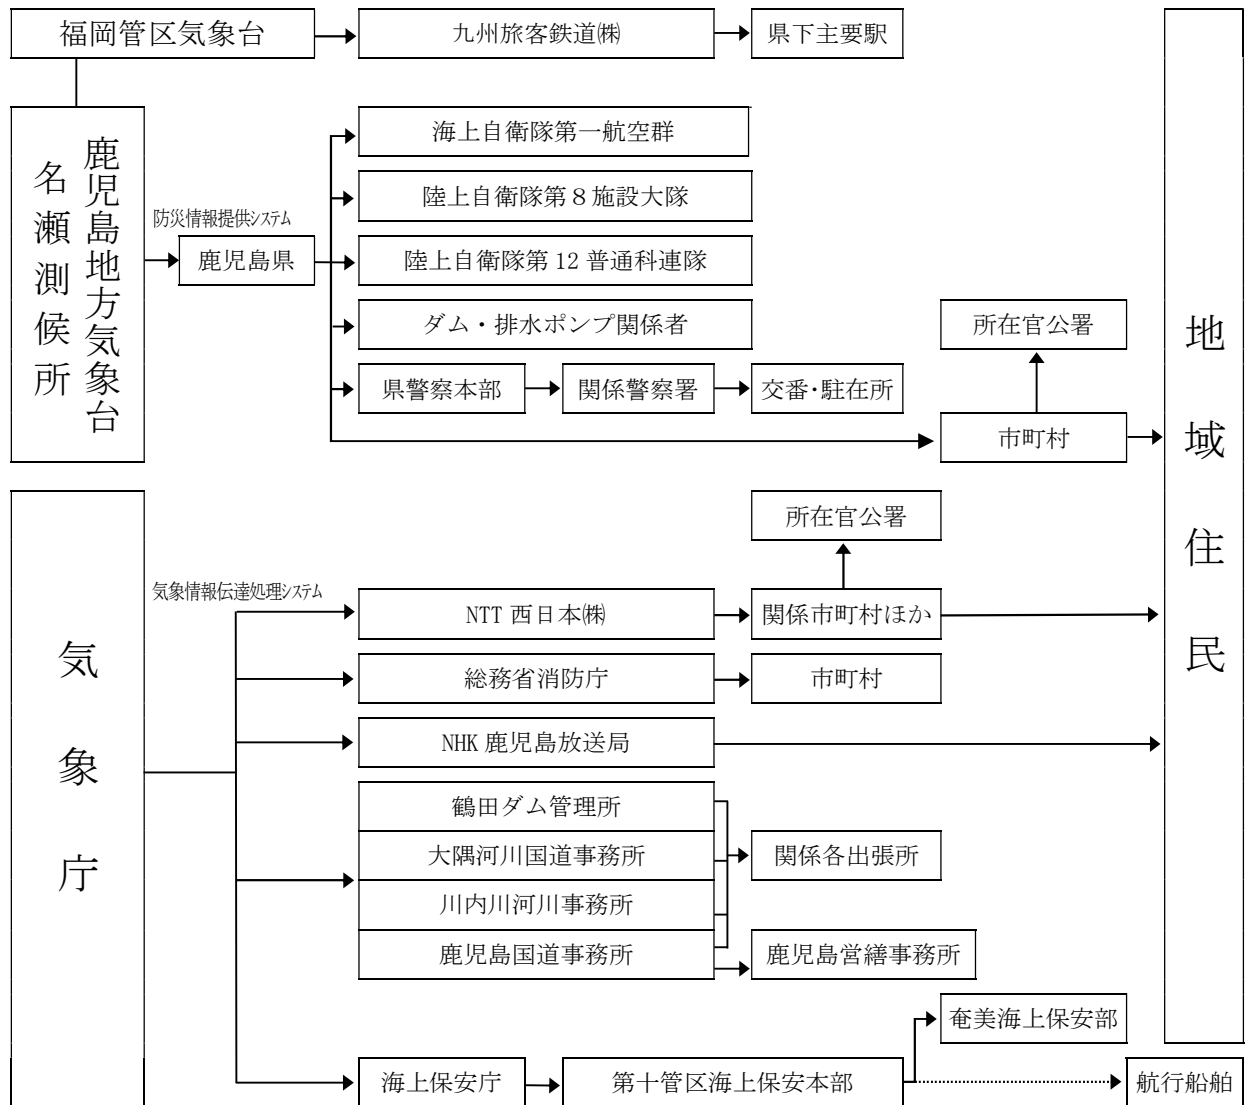 福岡管区気象台
九州旅客鉄道㈱
県下主要駅
鹿児島地方気象台
名瀬測候所
防災情報提供システム
鹿児島県
海上自衛隊第一航空群
陸上自衛隊第８施設大隊
陸上自衛隊第 12 普通科連隊
ダム・排水ポンプ関係者
県警察本部
関係警察署
交番・駐在所
所在官公署
市町村
地域住民
気象庁
気象情報伝達処理システム
所在官公署
NTT 西日本㈱
関係市町村ほか
総務省消防庁
市町村
NHK 鹿児島放送局
鶴田ダム管理所
大隅河川国道事務所
関係各出張所
川内川河川事務所
鹿児島国道事務所
鹿児島営繕事務所
奄美海上保安部
海上保安庁
第十管区海上保安本部
航行船舶